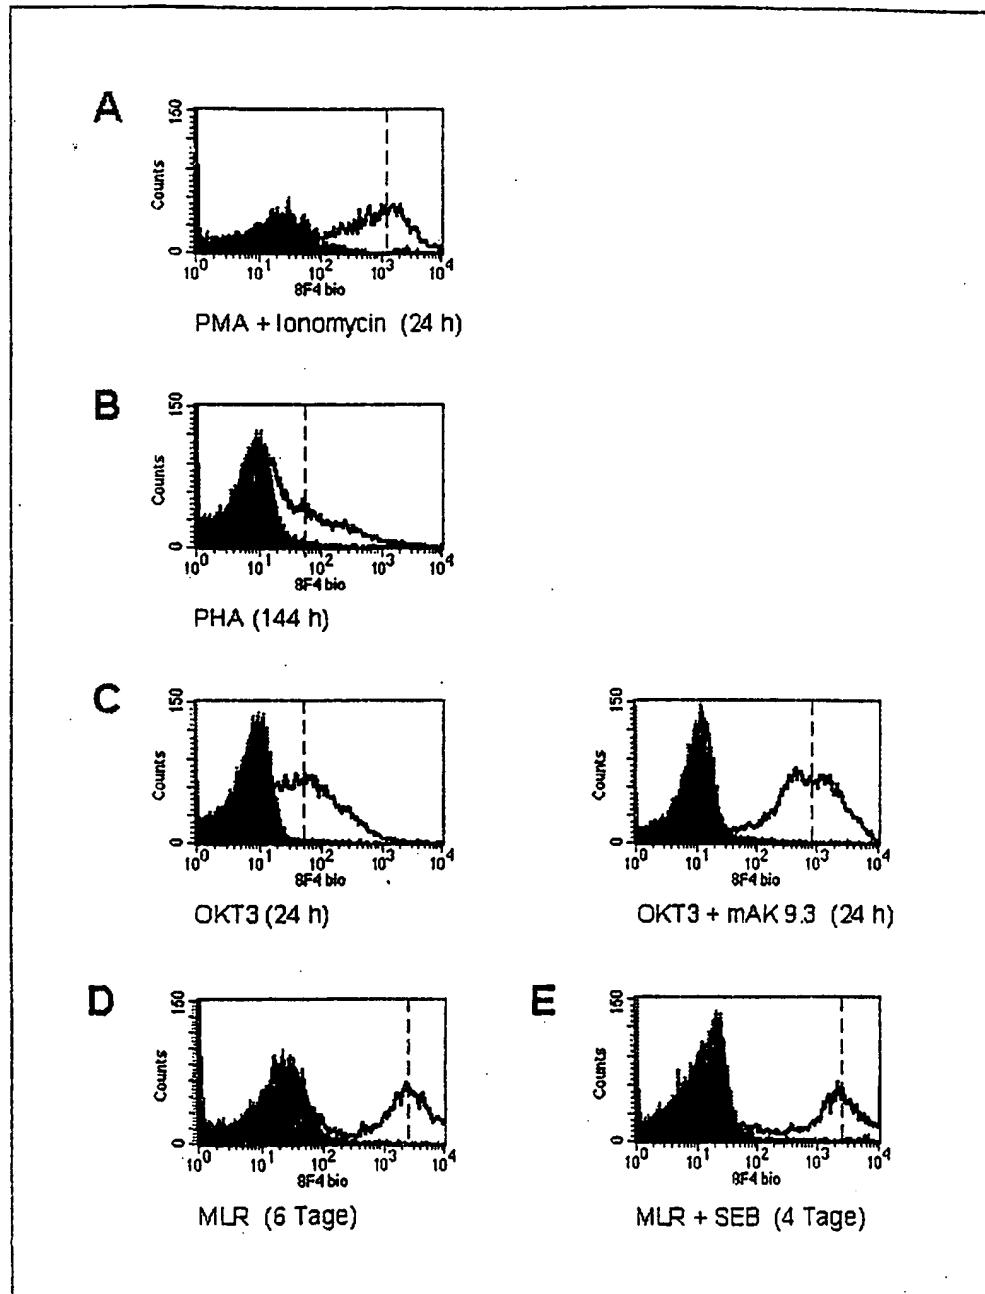 A
150
Counts
0
10^0 10^1 10^2 10^3 10^4
8F4 bio
PMA + Ionomycin (24 h)
B
150
Counts
0
10^0 10^1 10^2 10^3 10^4
8F4 bio
PHA (144 h)
C
150
Counts
0
10^0 10^1 10^2 10^3 10^4
8F4 bio
OKT3 (24 h)
150
Counts
0
10^0 10^1 10^2 10^3 10^4
8F4 bio
OKT3 + mAK 9.3 (24 h)
D
150
Counts
0
10^0 10^1 10^2 10^3 10^4
8F4 bio
MLR (6 Tage)
E
150
Counts
0
10^0 10^1 10^2 10^3 10^4
8F4 bio
MLR + SEB (4 Tage)